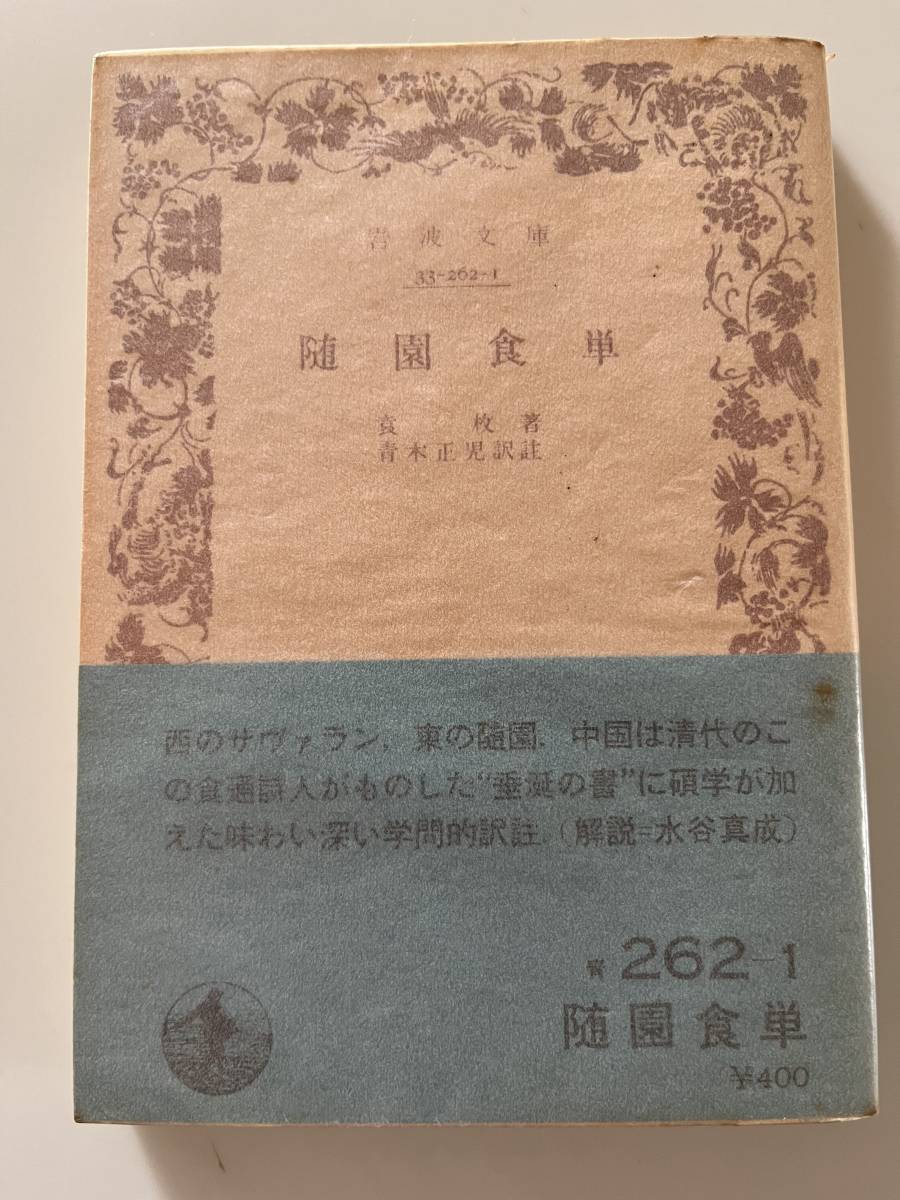 岩波文庫
33-262-1
随園食単
袁枚著
青木正児訳註
西のサヴァラン，東の随園．中国は清代のこ
の食通詩人がものした“垂涎の書”に碩学が加
えた味わい深い学問的訳註．（解説＝水谷真成）
青 262-1
随園食単
¥400